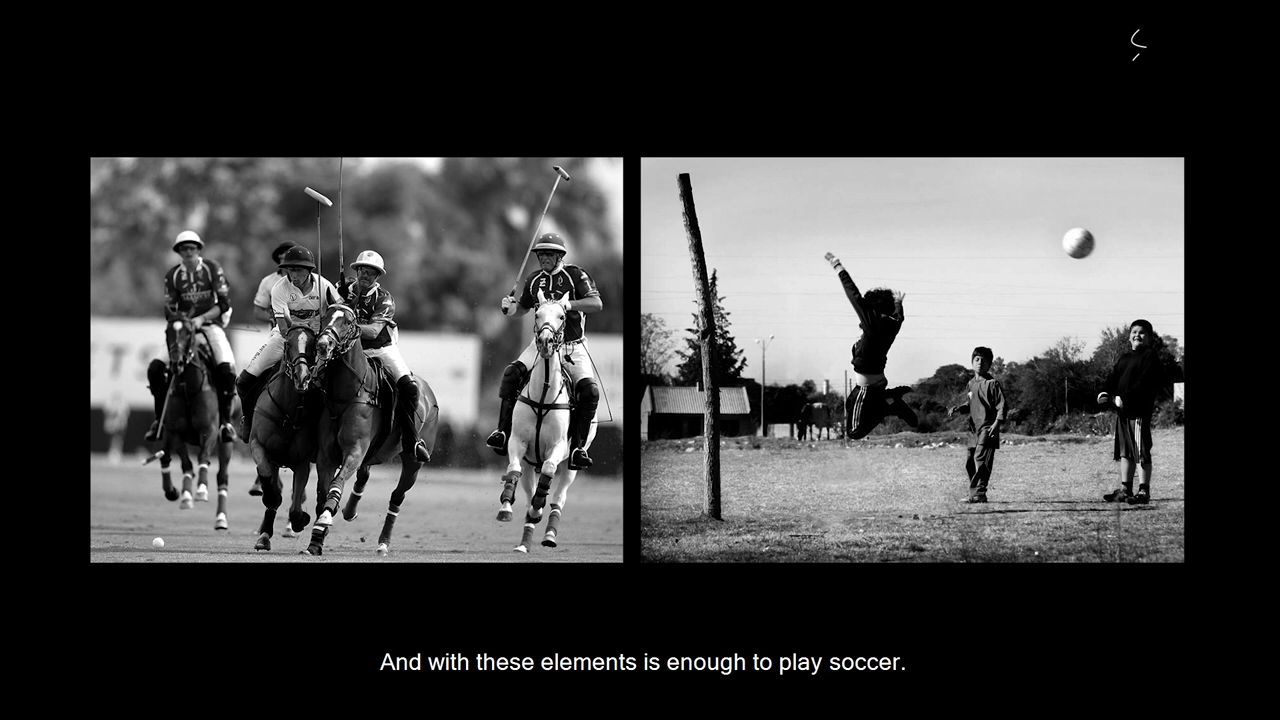 And with these elements is enough to play soccer.